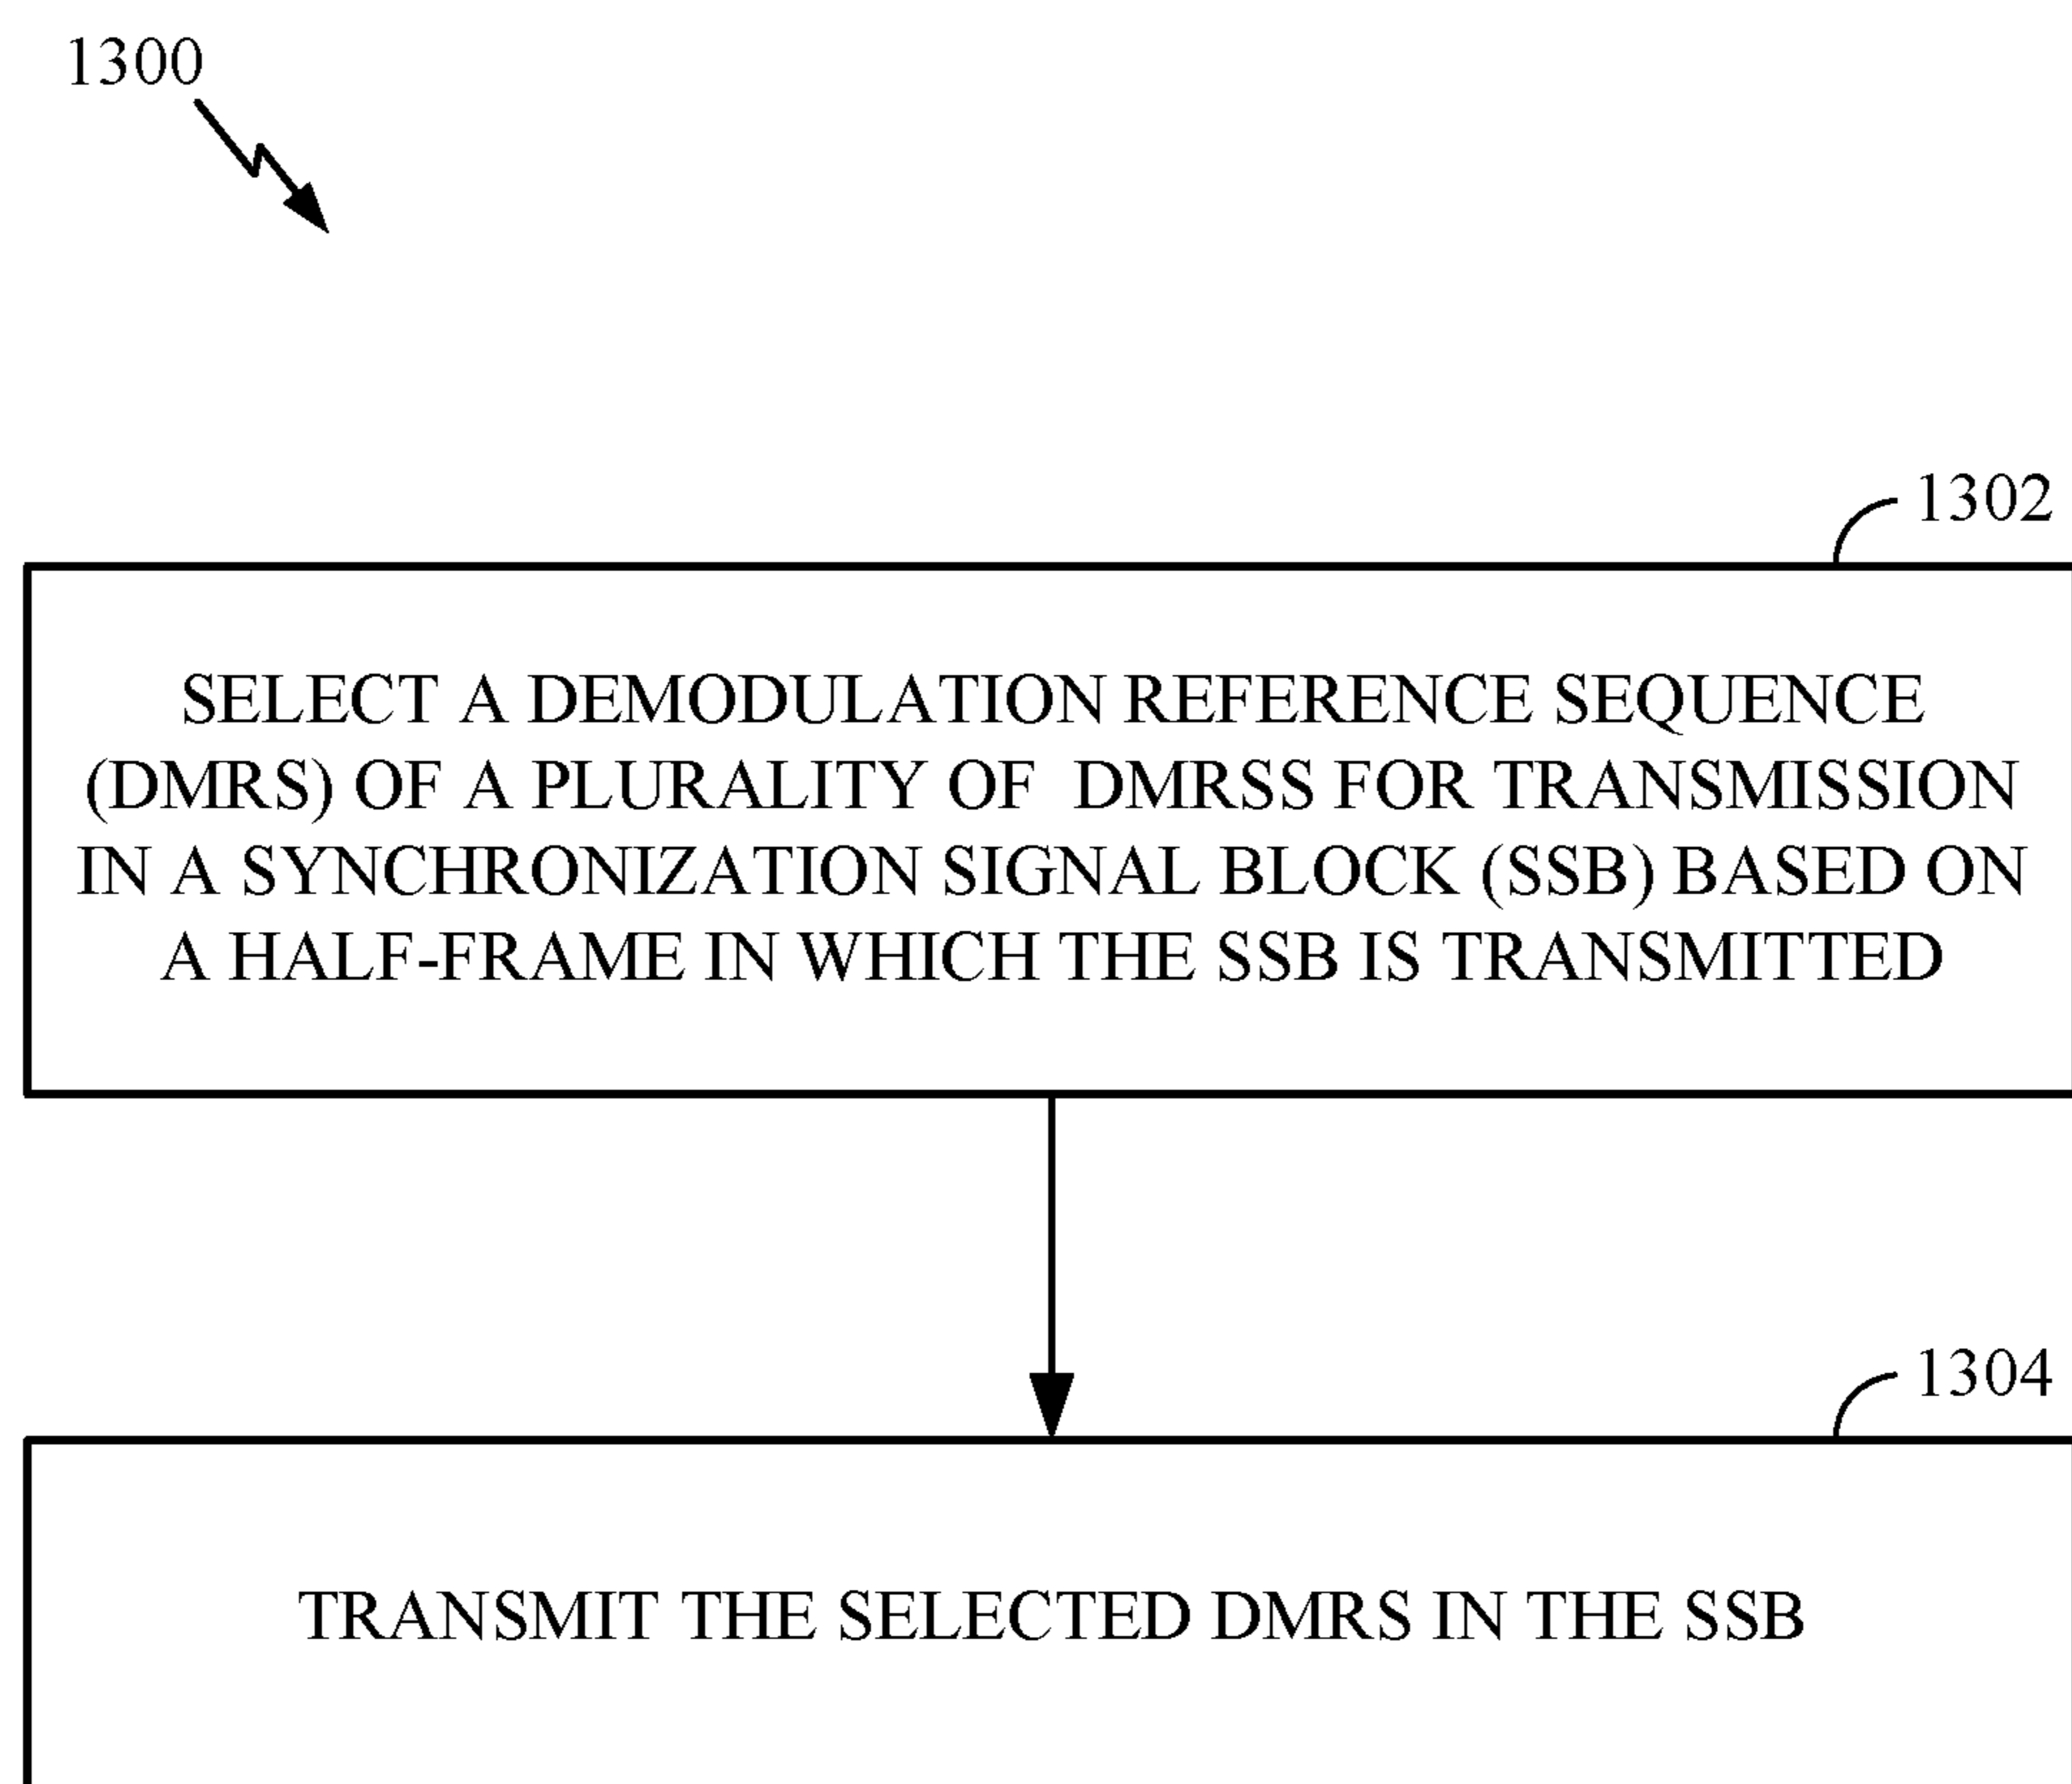 1300
1302
SELECT A DEMODULATION REFERENCE SEQUENCE
(DMRS) OF A PLURALITY OF DMRSS FOR TRANSMISSION
IN A SYNCHRONIZATION SIGNAL BLOCK (SSB) BASED ON
A HALF-FRAME IN WHICH THE SSB IS TRANSMITTED
1304
TRANSMIT THE SELECTED DMRS IN THE SSB